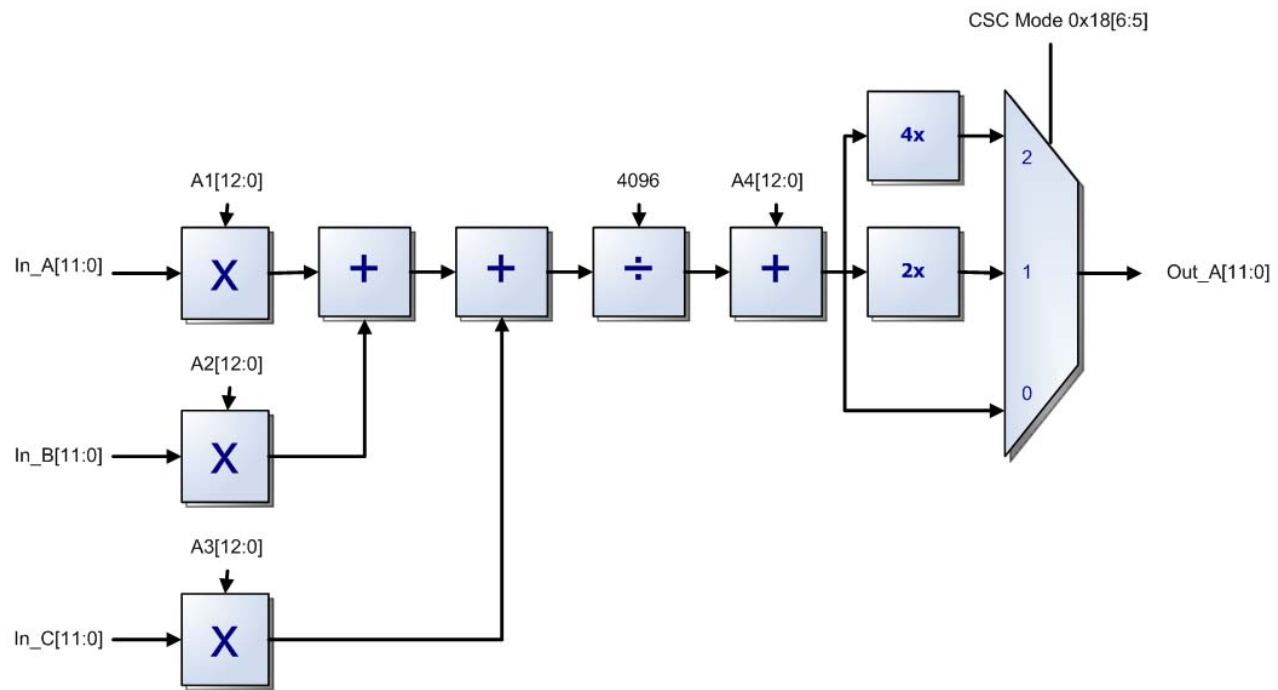 CSC Mode 0x18[6:5]
4x
2
A1[12:0]
4096
A4[12:0]
In_A[11:0]
X
+
+
÷
+
2x
1
Out_A[11:0]
A2[12:0]
0
In_B[11:0]
X
A3[12:0]
In_C[11:0]
X